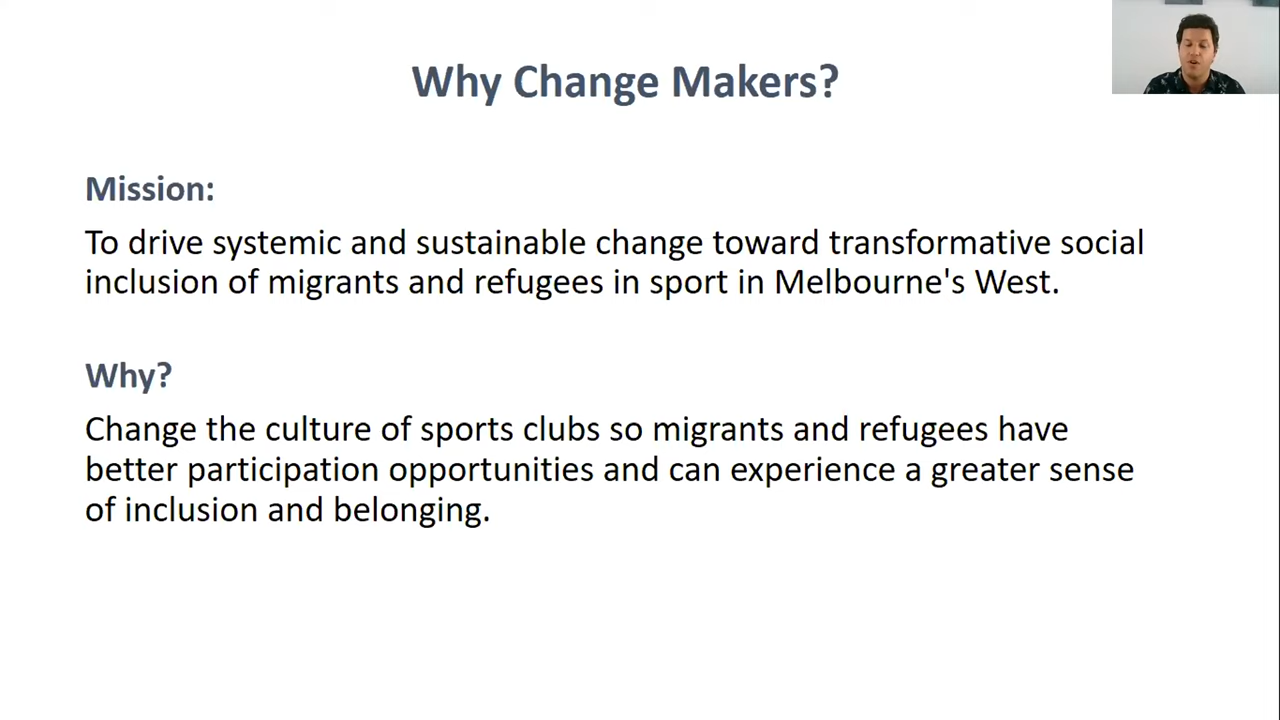 Why Change Makers?
Mission:
To drive systemic and sustainable change toward transformative social
inclusion of migrants and refugees in sport in Melbourne's West.
Why?
Change the culture of sports clubs so migrants and refugees have
better participation opportunities and can experience a greater sense
of inclusion and belonging.